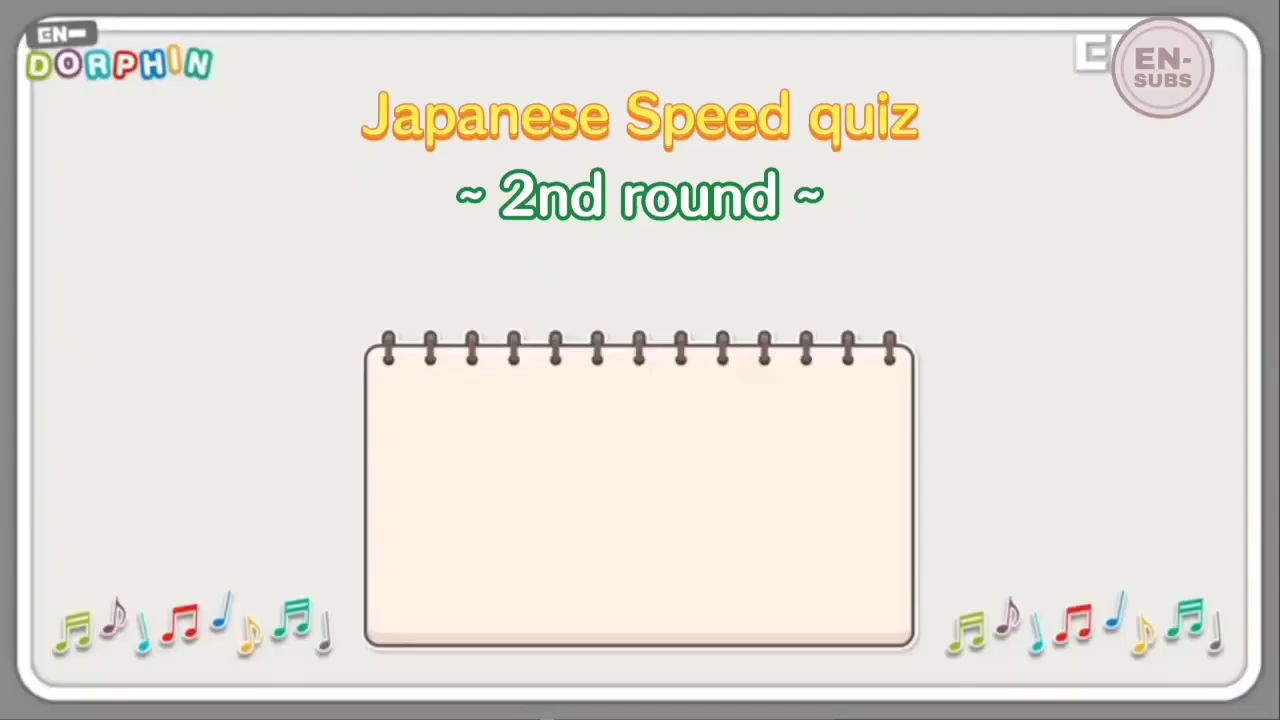 EN-
DORPHIN
EN-
SUBS
Japanese Speed quiz
~ 2nd round ~